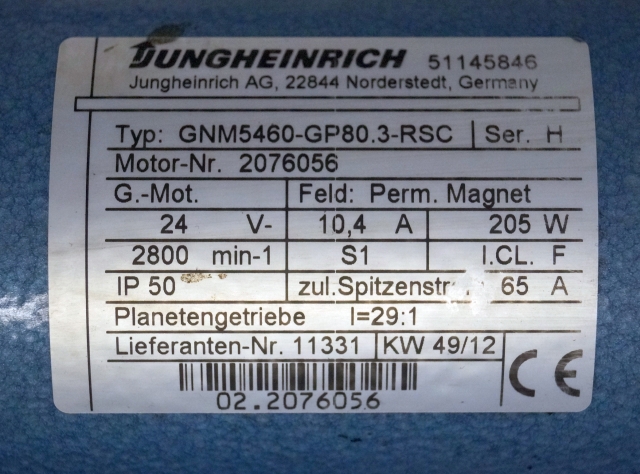 JUNGHEINRICH 51145846
Jungheinrich AG, 22844 Norderstedt, Germany
Typ: GNM5460-GP80.3-RSC Ser. H
Motor-Nr. 2076056
G.-Mot. Feld: Perm. Magnet
24 V- 10,4 A 205 W
2800 min-1 S1 I.CL. F
IP 50 65 A
Planetengetriebe I=29:1
Lieferanten-Nr. 11331 KW 49/12
CE
02.2076056